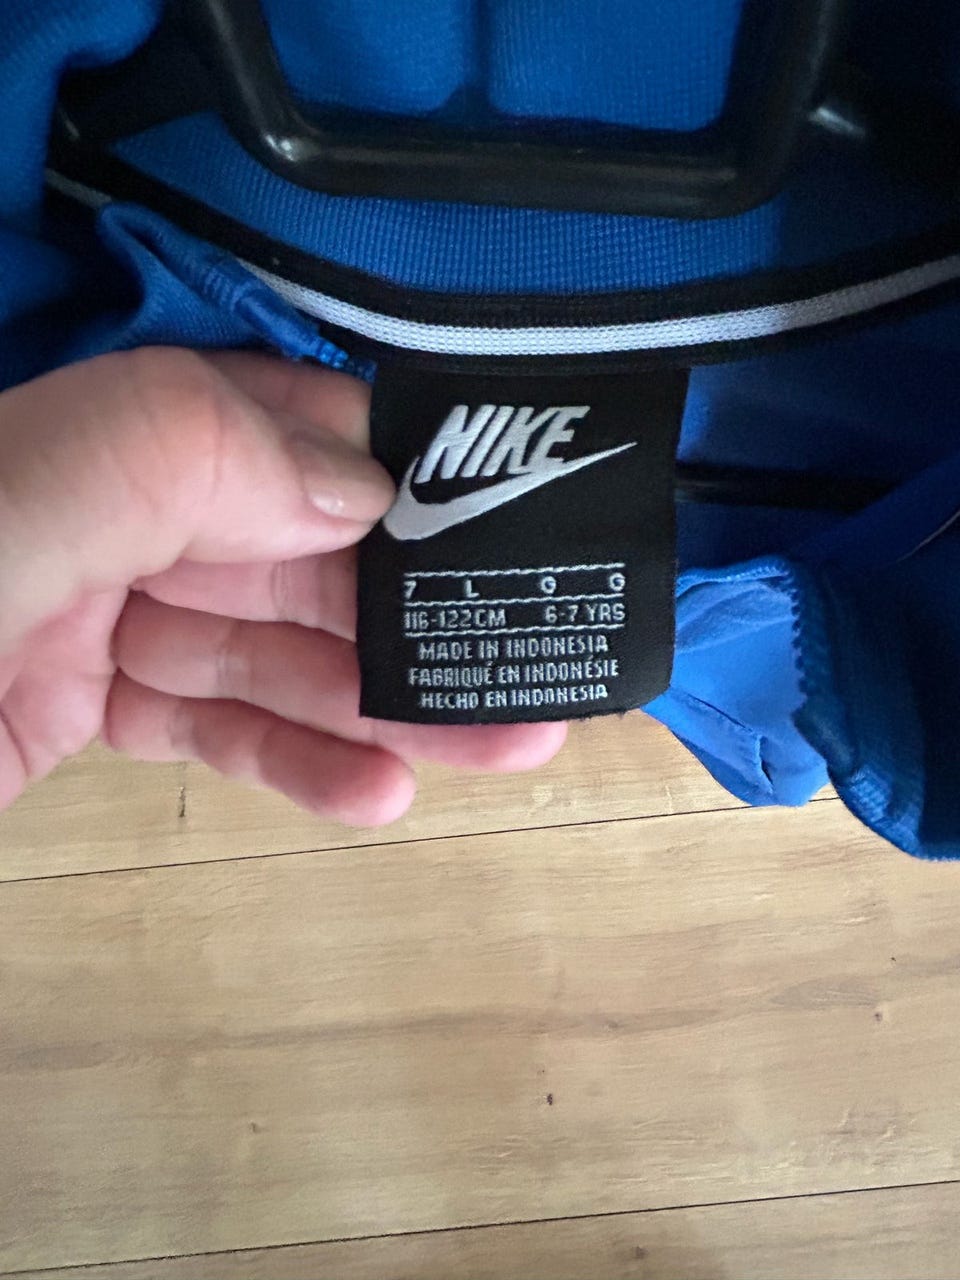 NIKE
7 L G G
116-122CM 6-7 YRS
MADE IN INDONESIA
FABRIQUÉ EN INDONÉSIE
HECHO EN INDONESIA